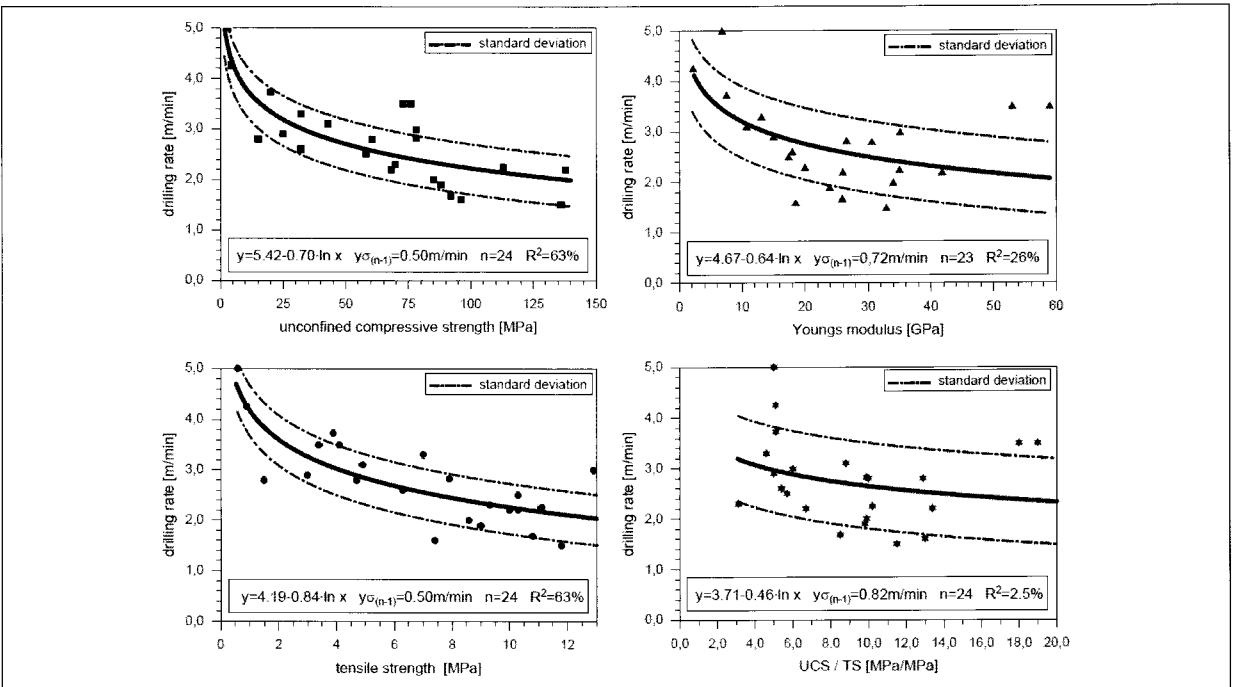 5,0
4,0
3,0
2,0
1,0
0,0
drilling rate [m/min]
standard deviation
y=5.42-0.70·ln x yσ(n-1)=0.50m/min n=24 R²=63%
0 25 50 75 100 125 150
unconfined compressive strength [MPa]
5,0
4,0
3,0
2,0
1,0
0,0
drilling rate [m/min]
standard deviation
y=4.67-0.64·ln x yσ(n-1)=0,72m/min n=23 R²=26%
0 10 20 30 40 50 60
Youngs modulus [GPa]
5,0
4,0
3,0
2,0
1,0
0,0
drilling rate [m/min]
standard deviation
y=4.19-0.84·ln x yσ(n-1)=0.50m/min n=24 R²=63%
0 2 4 6 8 10 12
tensile strength [MPa]
5,0
4,0
3,0
2,0
1,0
0,0
drilling rate [m/min]
standard deviation
y=3.71-0.46·ln x yσ(n-1)=0.82m/min n=24 R²=2.5%
0,0 2,0 4,0 6,0 8,0 10,0 12,0 14,0 16,0 18,0 20,0
UCS / TS [MPa/MPa]